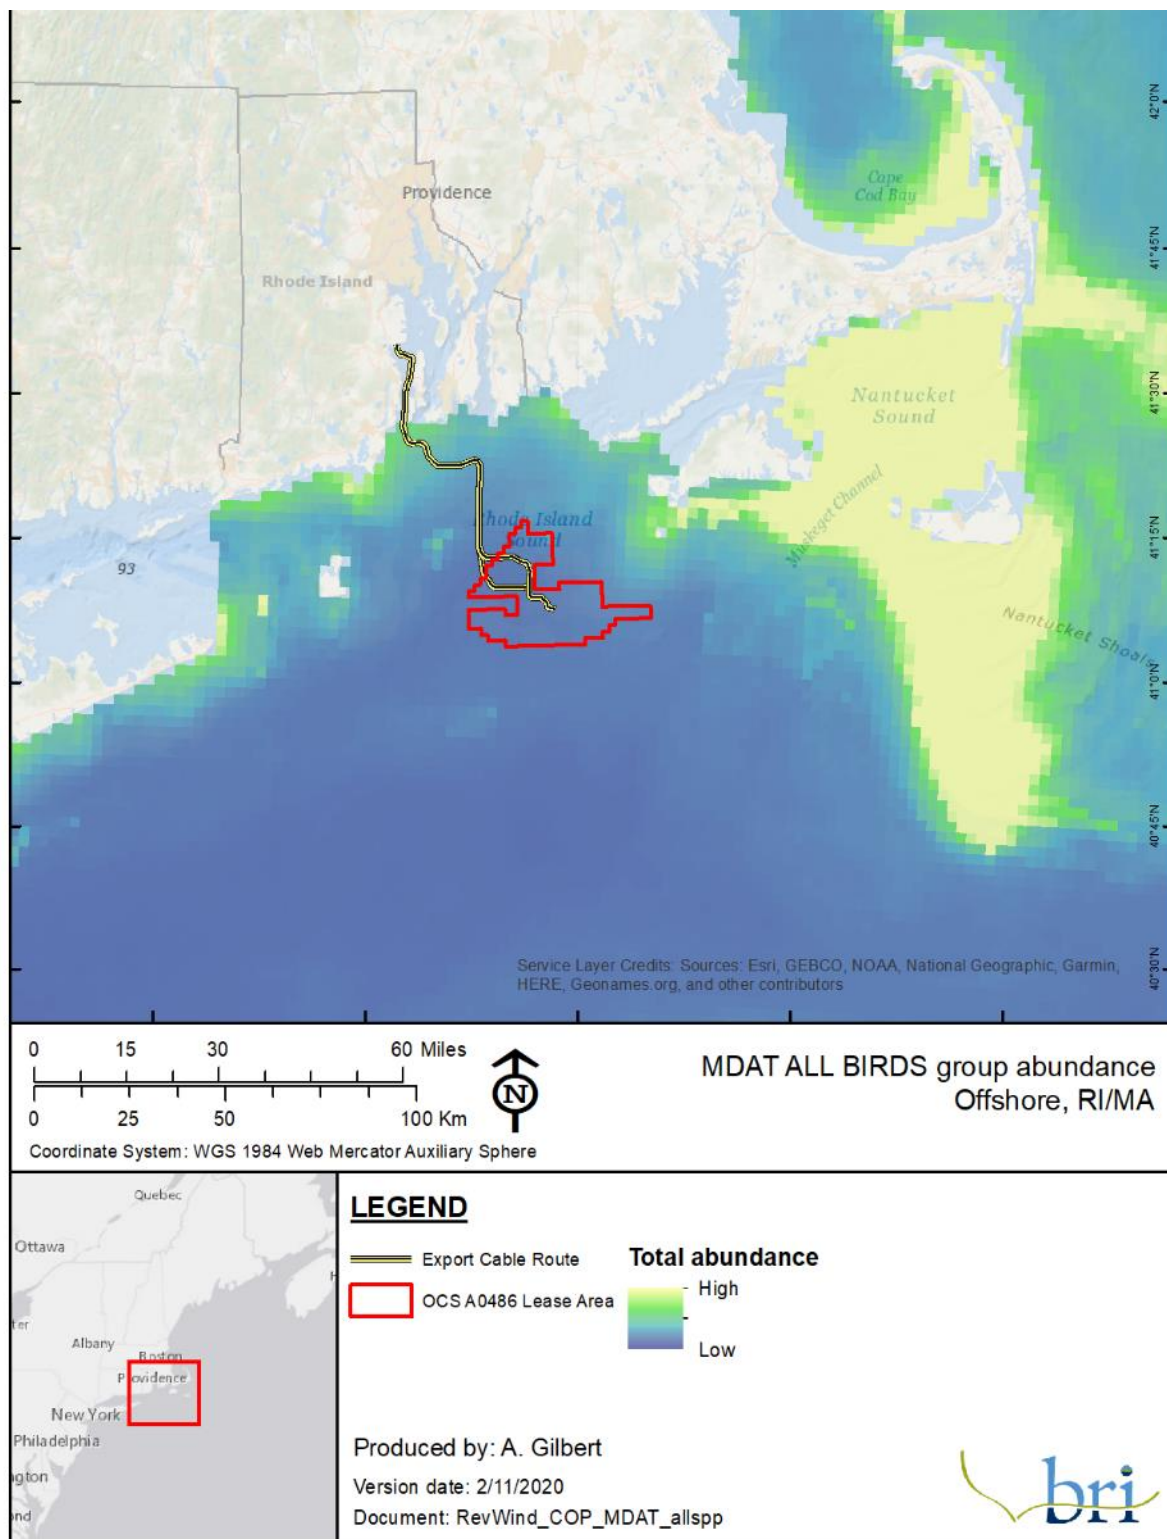 42°0'N
Cape
Cod Bay
Providence
41°45'N
Rhode Island
41°30'N
Nantucket
Sound
Muskeget Channel
Rhode Island
Sound
41°15'N
93
Nantucket Shoals
41°0'N
40°45'N
40°30'N
Service Layer Credits: Sources: Esri, GEBCO, NOAA, National Geographic, Garmin,
HERE, Geonames.org, and other contributors
0 15 30 60 Miles
0 25 50 100 Km
N
Coordinate System: WGS 1984 Web Mercator Auxiliary Sphere
MDAT ALL BIRDS group abundance
Offshore, RI/MA
Quebec
Ottawa
H
ter
Albany
Boston
Providence
New York
Philadelphia
gton
nd
LEGEND
Export Cable Route
OCS A0486 Lease Area
Total abundance
High
Low
Produced by: A. Gilbert
Version date: 2/11/2020
Document: RevWind_COP_MDAT_allspp
bri